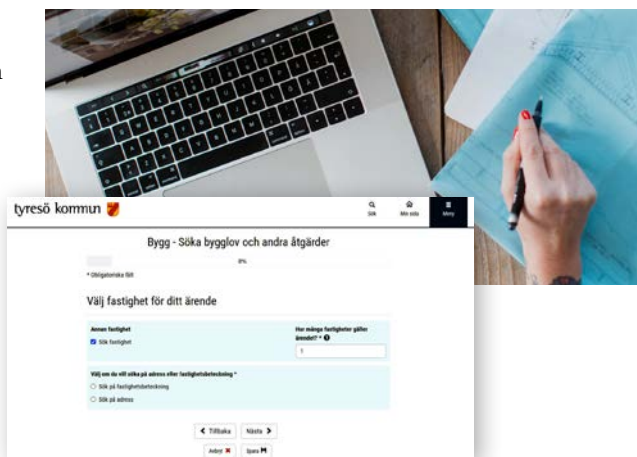 tyresö kommun
Sök
Min sida
Meny
Bygg - Söka bygglov och andra åtgärder
0%
* Obligatoriska fält
Välj fastighet för ditt ärende
Annan fastighet
Sök fastighet
Hur många fastigheter gäller
ärendet? *
1
Välj om du vill söka på adress eller fastighetsbeteckning *
Sök på fastighetsbeteckning
Sök på adress
Tillbaka
Nästa
Avbryt
Spara